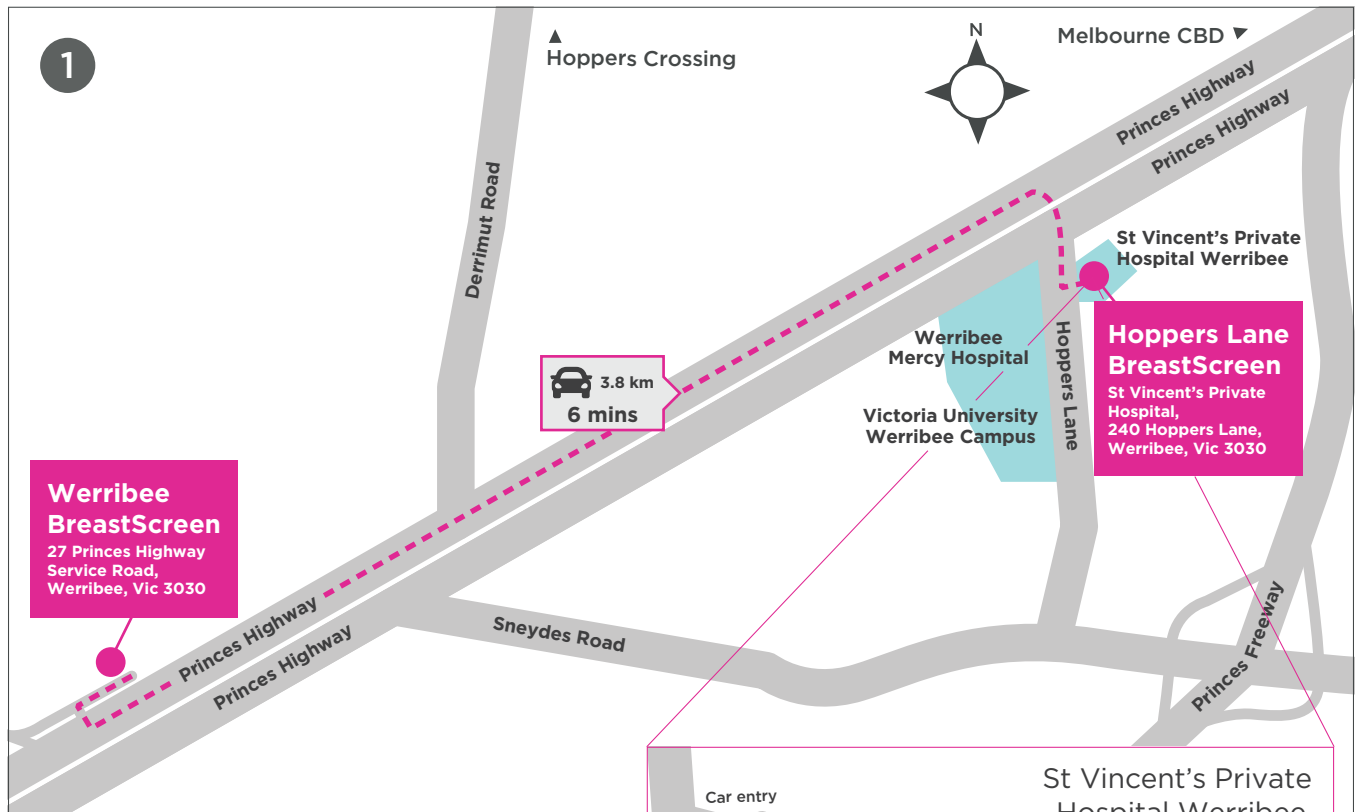 1
Hoppers Crossing
N
Melbourne CBD
Princes Highway
Princes Highway
Derrimut Road
St Vincent's Private
Hospital Werribee
Hoppers Lane
BreastScreen
St Vincent's Private
Hospital,
240 Hoppers Lane,
Werribee, Vic 3030
Werribee
Mercy Hospital
Hoppers Lane
3.8 km
6 mins
Victoria University
Werribee Campus
Werribee
BreastScreen
27 Princes Highway
Service Road,
Werribee, Vic 3030
Princes Highway
Princes Highway
Sneydes Road
Princes Freeway
St Vincent's Private
Hospital Werribee
Car entry